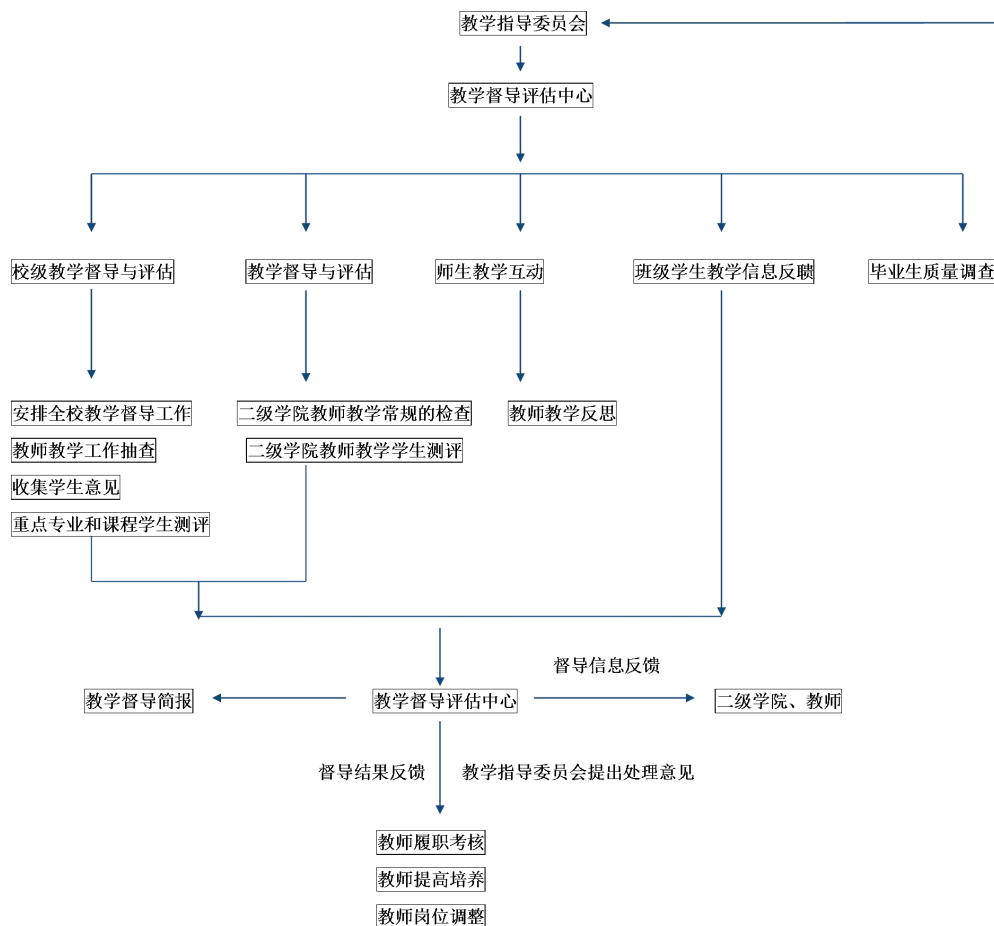 教学指导委员会
教学督导评估中心
校级教学督导与评估
教学督导与评估
师生教学互动
班级学生教学信息反聩
毕业生质量调查
安排全校教学督导工作
教师教学工作抽查
收集学生意见
重点专业和课程学生测评
二级学院教师教学常规的检查
二级学院教师教学学生测评
教师教学反思
督导信息反馈
教学督导简报
教学督导评估中心
二级学院、教师
督导结果反馈
教学指导委员会提出处理意见
教师履职考核
教师提高培养
教师岗位调整